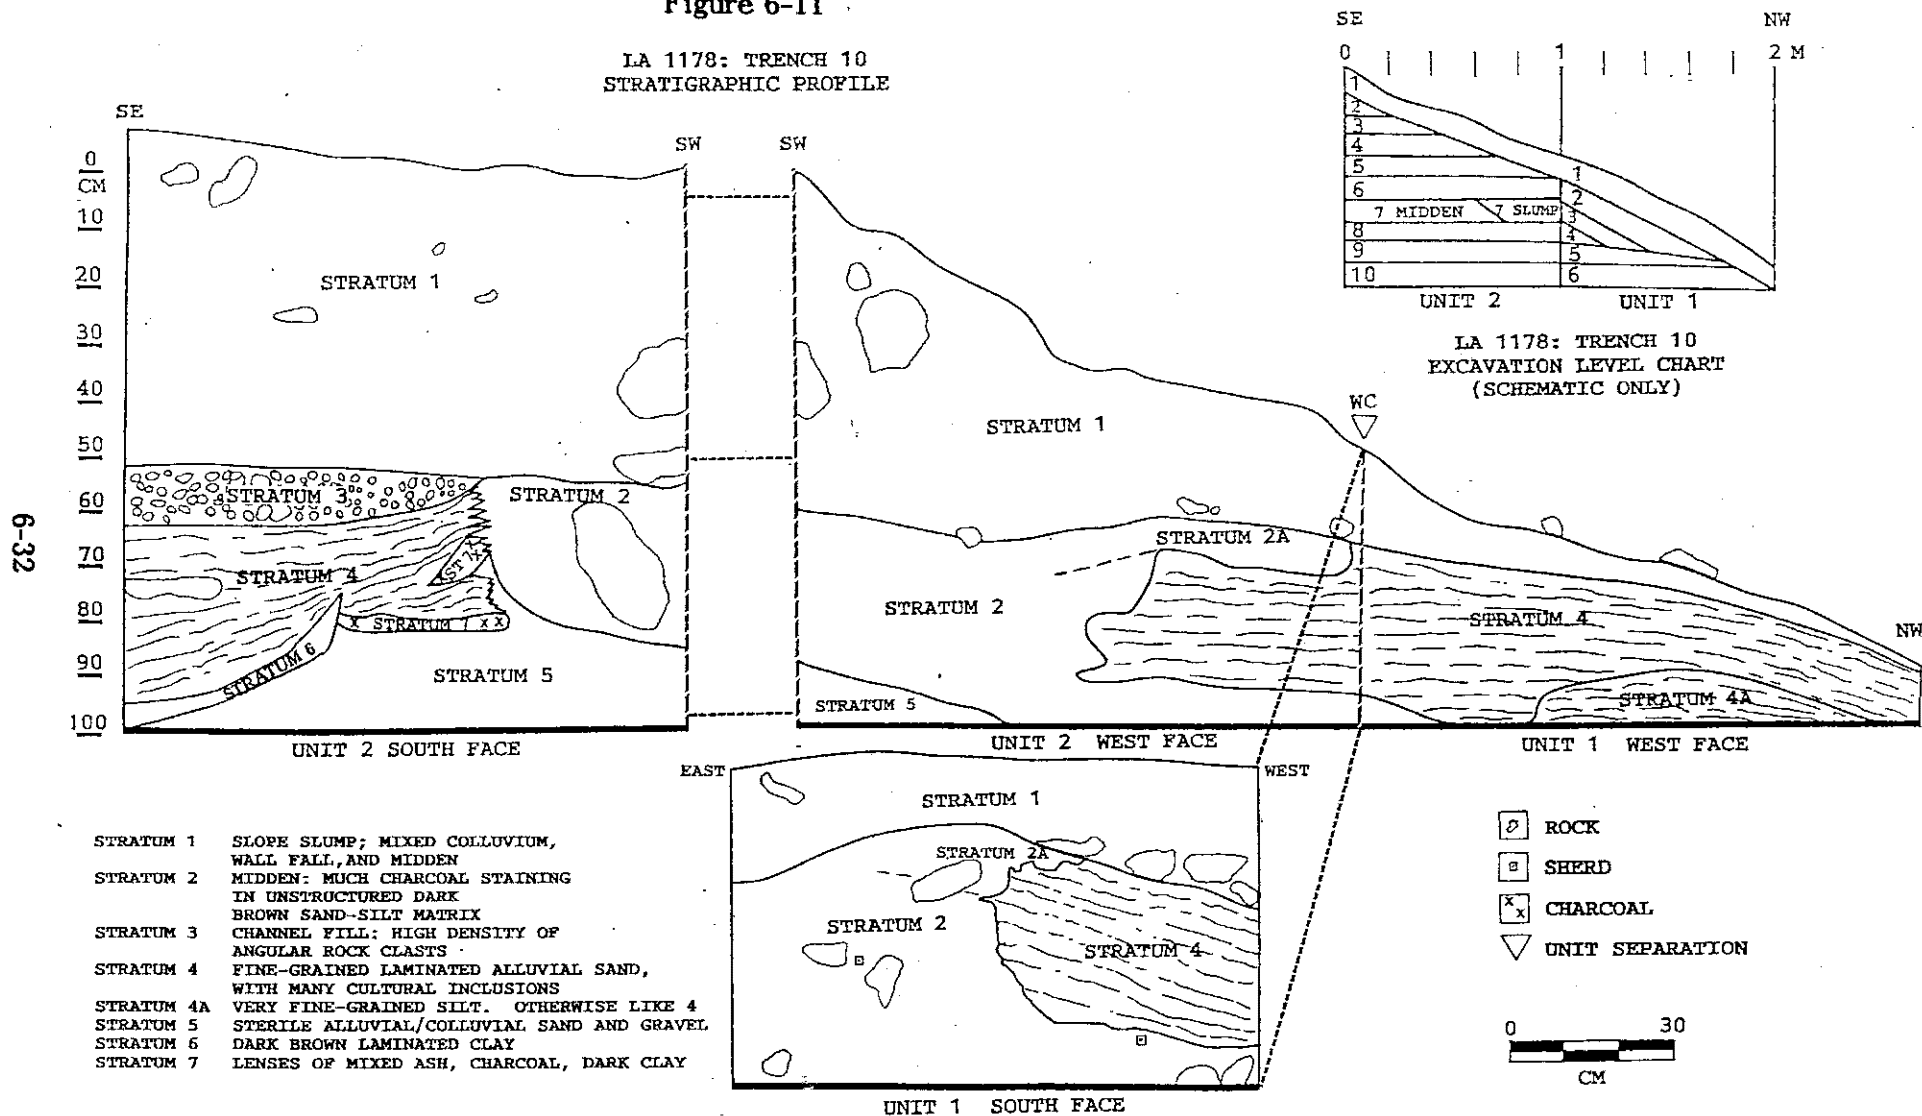 Figure 6-11
LA 1178: TRENCH 10
STRATIGRAPHIC PROFILE
SE
SW
SW
0
CM
10
20
30
40
50
60
70
80
90
100
STRATUM 1
STRATUM 3
STRATUM 2
STRATUM 4
ST 7
STRATUM 7
STRATUM 6
STRATUM 5
UNIT 2 SOUTH FACE
STRATUM 1
WC
STRATUM 2A
STRATUM 2
STRATUM 4
NW
STRATUM 5
STRATUM 4A
UNIT 2 WEST FACE
UNIT 1 WEST FACE
SE
NW
0
1
2 M
1
2
3
4
5
6
7 MIDDEN
7 SLUMP
8
9
10
1
2
3
4
5
6
UNIT 2
UNIT 1
LA 1178: TRENCH 10
EXCAVATION LEVEL CHART
(SCHEMATIC ONLY)
EAST
WEST
STRATUM 1
STRATUM 2A
STRATUM 2
STRATUM 4
UNIT 1 SOUTH FACE
STRATUM 1 SLOPE SLUMP; MIXED COLLUVIUM,
WALL FALL, AND MIDDEN
STRATUM 2 MIDDEN: MUCH CHARCOAL STAINING
IN UNSTRUCTURED DARK
BROWN SAND-SILT MATRIX
STRATUM 3 CHANNEL FILL: HIGH DENSITY OF
ANGULAR ROCK CLASTS
STRATUM 4 FINE-GRAINED LAMINATED ALLUVIAL SAND,
WITH MANY CULTURAL INCLUSIONS
STRATUM 4A VERY FINE-GRAINED SILT. OTHERWISE LIKE 4
STRATUM 5 STERILE ALLUVIAL/COLLUVIAL SAND AND GRAVEL
STRATUM 6 DARK BROWN LAMINATED CLAY
STRATUM 7 LENSES OF MIXED ASH, CHARCOAL, DARK CLAY
ROCK
SHERD
CHARCOAL
UNIT SEPARATION
0 30
CM
6-32